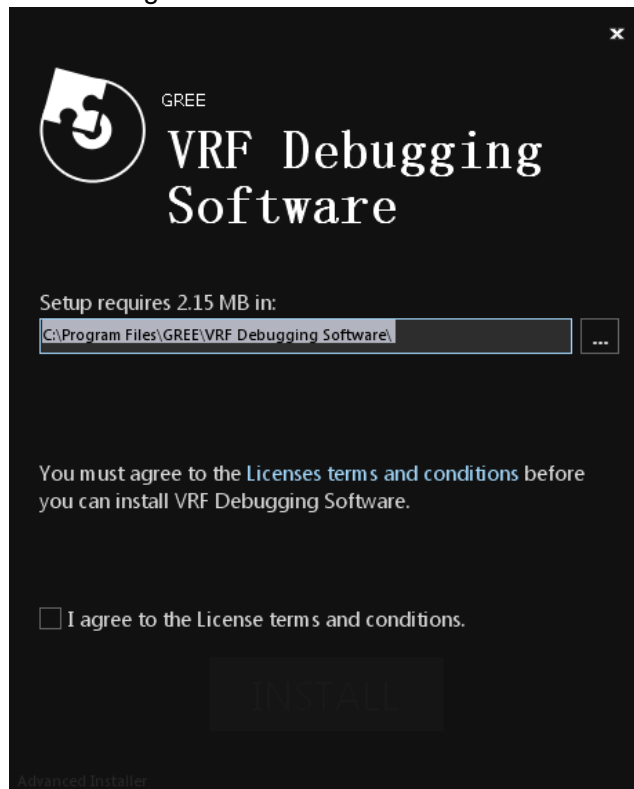 x
GREE
VRF Debugging
Software
Setup requires 2.15 MB in:
C:\Program Files\GREE\VRF Debugging Software\
...
You must agree to the Licenses terms and conditions before
you can install VRF Debugging Software.
I agree to the License terms and conditions.
INSTALL
Advanced Installer